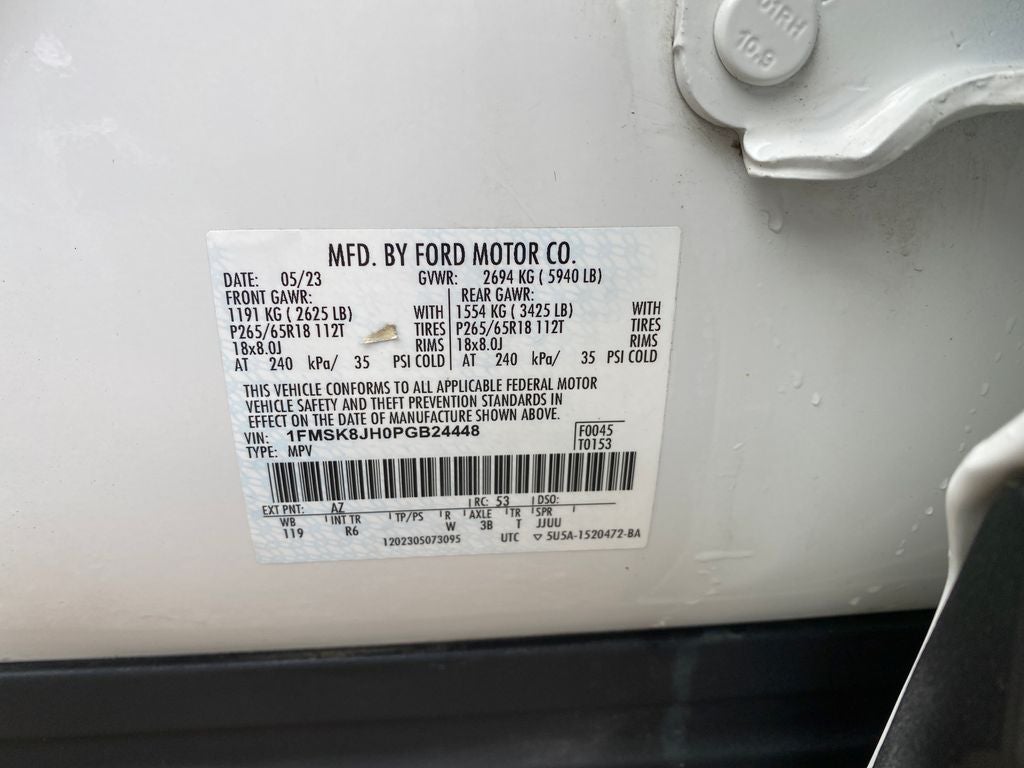 10.9
MFD. BY FORD MOTOR CO.
DATE: 05/23 GVWR: 2694 KG ( 5940 LB)
FRONT GAWR: REAR GAWR:
1191 KG ( 2625 LB) WITH 1554 KG ( 3425 LB) WITH
P265/65R18 112T TIRES P265/65R18 112T TIRES
18x8.0J RIMS 18x8.0J RIMS
AT 240 kPa/ 35 PSI COLD AT 240 kPa/ 35 PSI COLD
THIS VEHICLE CONFORMS TO ALL APPLICABLE FEDERAL MOTOR
VEHICLE SAFETY AND THEFT PREVENTION STANDARDS IN
EFFECT ON THE DATE OF MANUFACTURE SHOWN ABOVE.
VIN: 1FMSK8JH0PGB24448 F0045
TYPE: MPV T0153
EXT PNT: AZ RC: 53 DSO:
WB INT TR TP/PS R AXLE TR SPR
119 R6 W 3B T JJUU
1202305073095 UTC ▽ 5U5A-1520472-BA